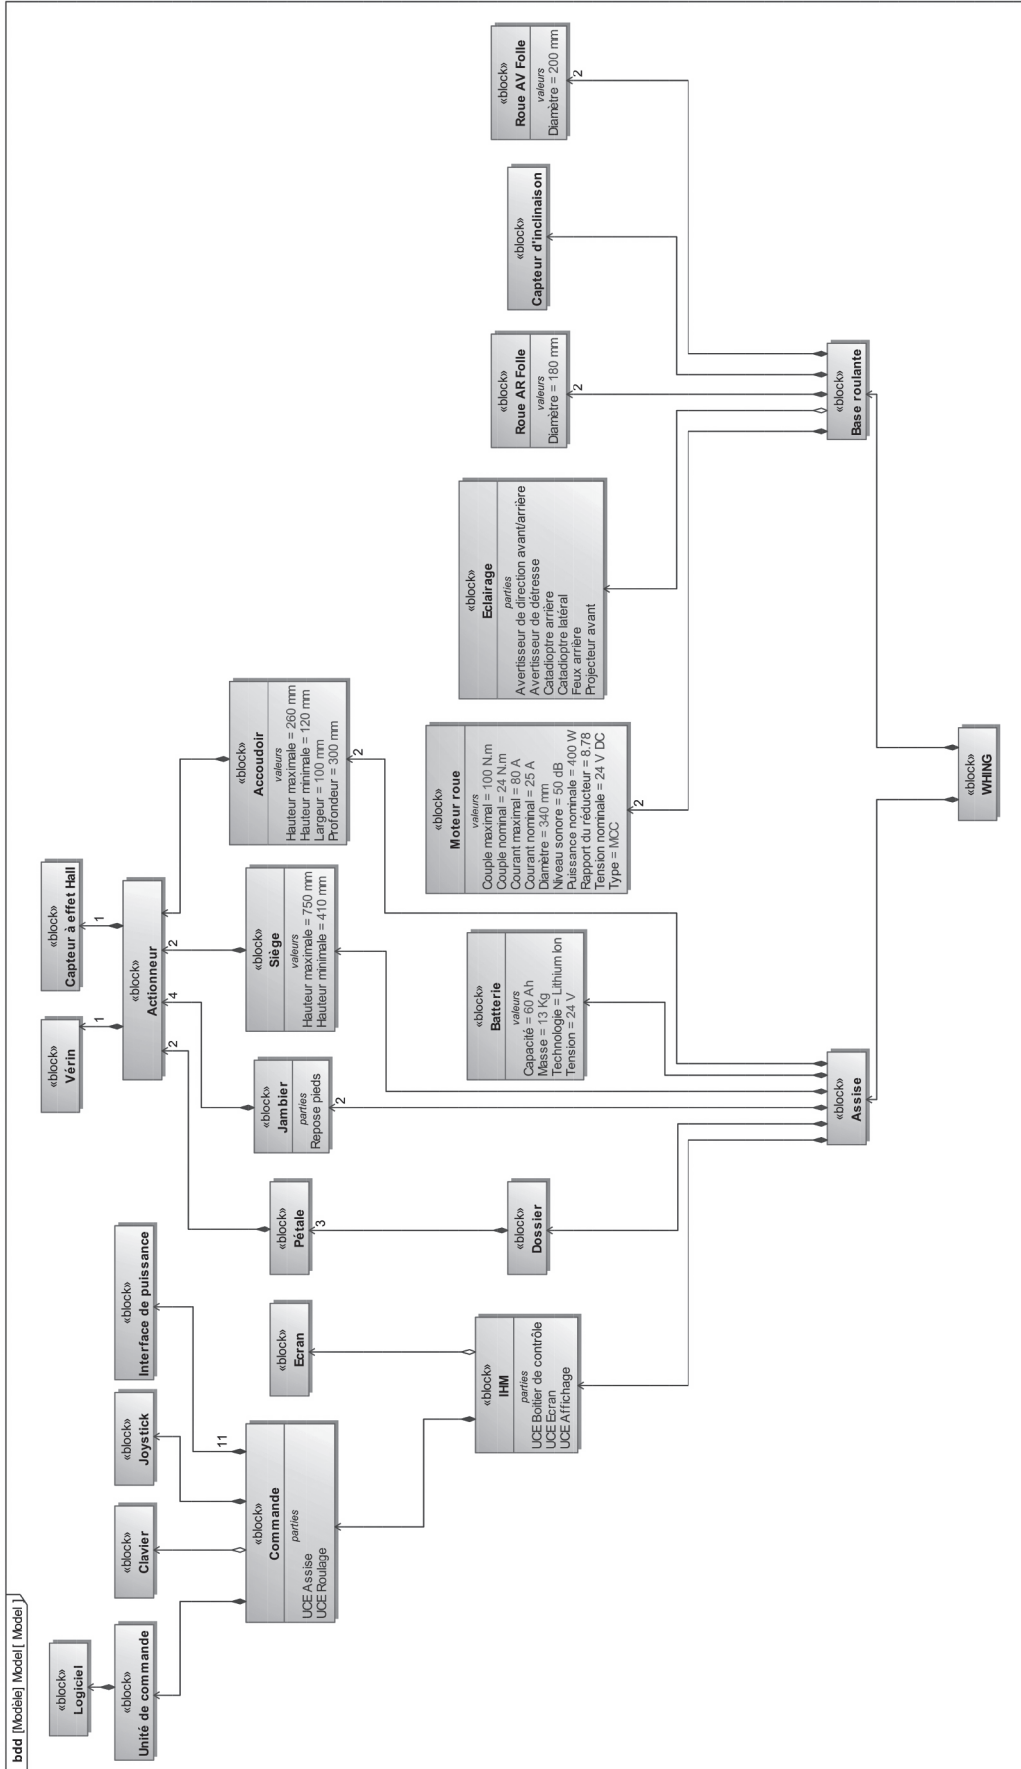 bdd [Modèle] Model [ Model ]
«block»
Logiciel
«block»
Unité de commande
«block»
Clavier
«block»
Joystick
«block»
Interface de puissance
11
«block»
Commande
parties
UCE Assise
UCE Roulage
«block»
Ecran
«block»
IHM
parties
UCE Boitier de contrôle
UCE Ecran
UCE Affichage
«block»
Vérin
1
«block»
Capteur à effet Hall
1
«block»
Actionneur
2
4
2
«block»
Pétale
3
«block»
Jambier
parties
Repose pieds
2
«block»
Siège
valeurs
Hauteur maximale = 750 mm
Hauteur minimale = 410 mm
«block»
Accoudoir
valeurs
Hauteur maximale = 260 mm
Hauteur minimale = 120 mm
Largeur = 100 mm
Profondeur = 300 mm
2
«block»
Dossier
«block»
Batterie
valeurs
Capacité = 60 Ah
Masse = 13 Kg
Technologie = Lithium Ion
Tension = 24 V
«block»
Moteur roue
valeurs
Couple maximal = 100 N.m
Couple nominal = 24 N.m
Courant maximal = 80 A
Courant nominal = 25 A
Diamètre = 340 mm
Niveau sonore = 50 dB
Puissance nominale = 400 W
Rapport du réducteur = 8.78
Tension nominale = 24 V DC
Type = MCC
2
«block»
Eclairage
parties
Avertisseur de direction avant/arrière
Avertisseur de détresse
Catadioptre arrière
Catadioptre latéral
Feux arrière
Projecteur avant
«block»
Roue AR Folle
valeurs
Diamètre = 180 mm
2
«block»
Capteur d'inclinaison
«block»
Roue AV Folle
valeurs
Diamètre = 200 mm
2
«block»
Assise
«block»
Base roulante
«block»
WHING